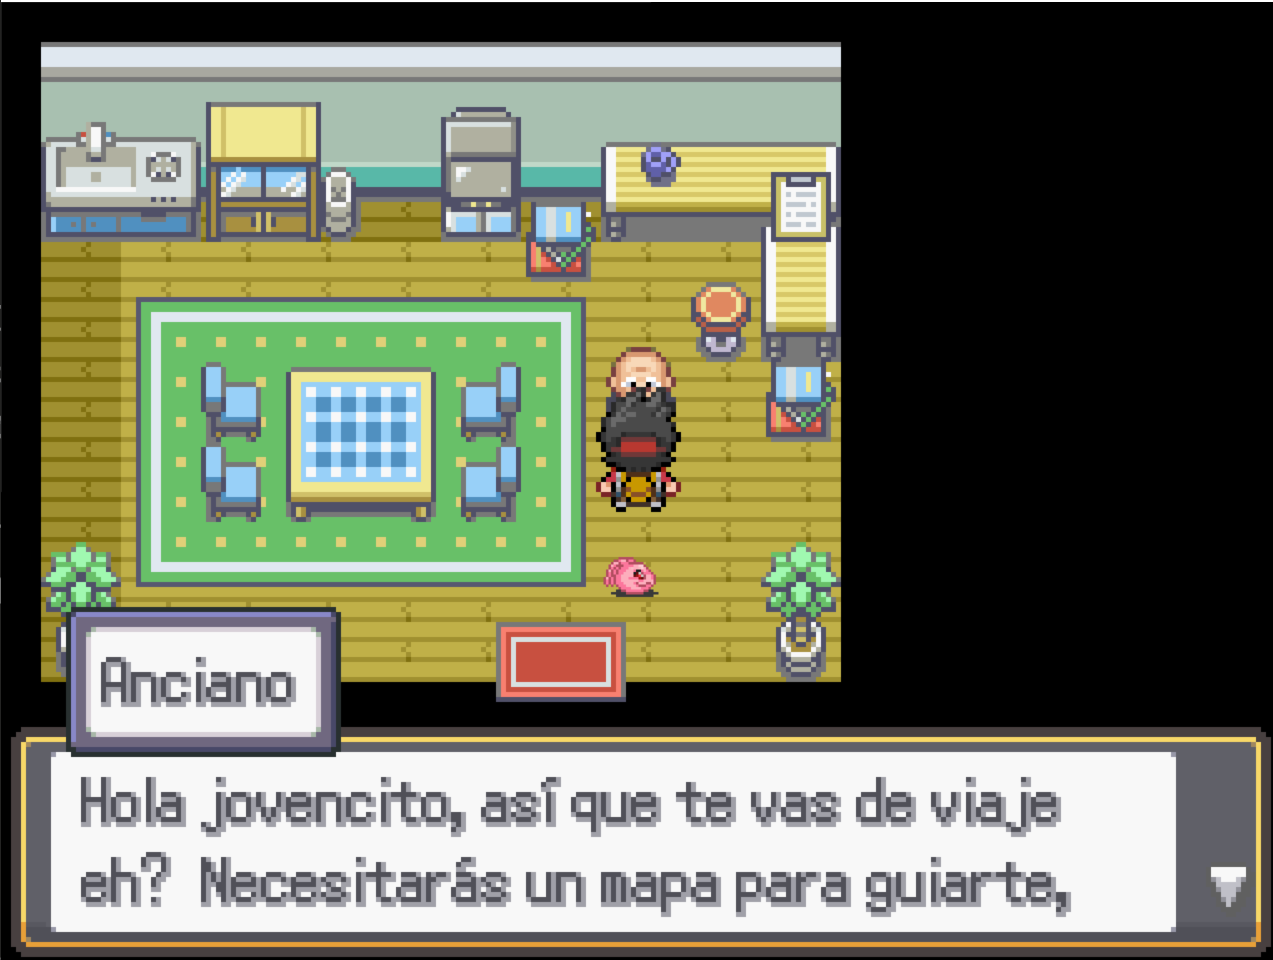 Anciano
Hola jovencito, así que te vas de viaje
eh? Necesitarás un mapa para guiarte,